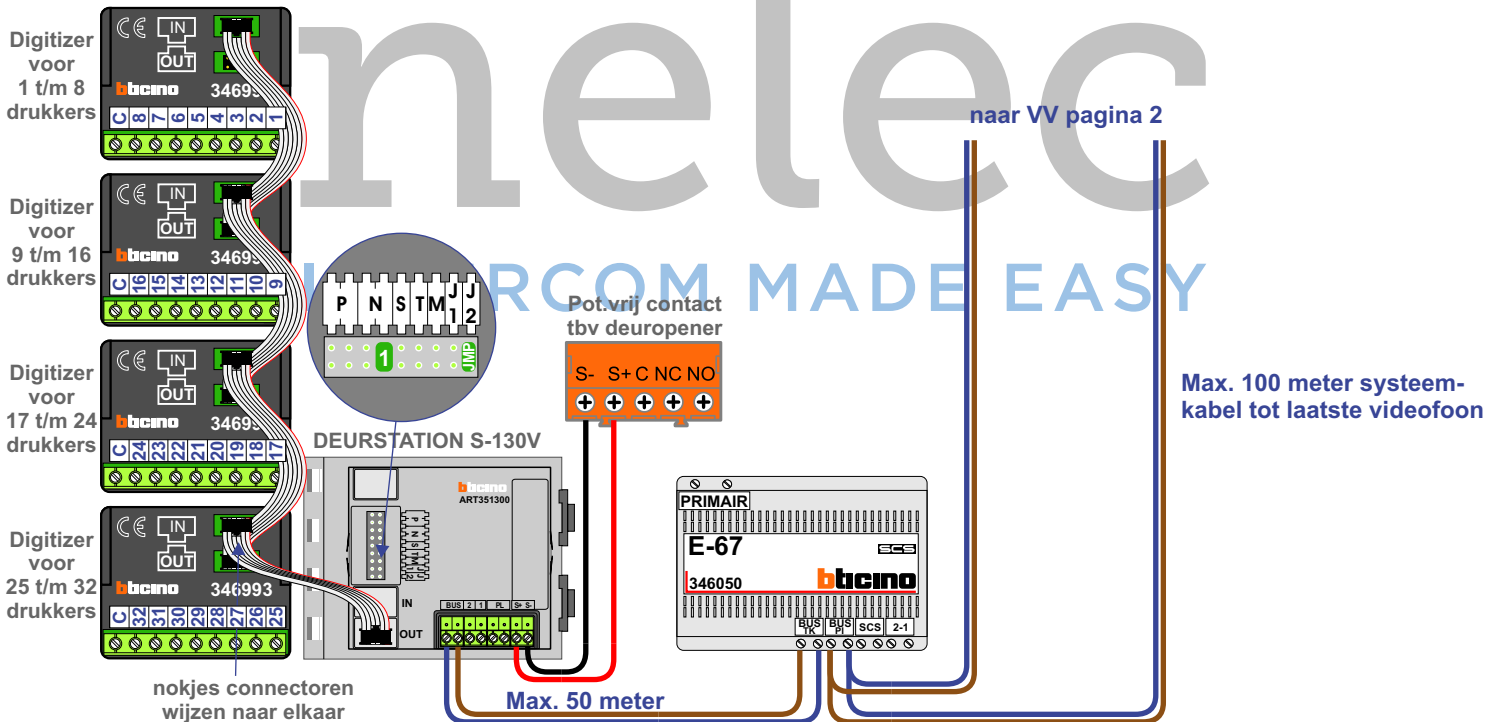 nelec
RCOM MADE EASY
Digitizer
voor
1 t/m 8
drukkers
IN
OUT
bticino
34699
C 8 7 6 5 4 3 2 1
Digitizer
voor
9 t/m 16
drukkers
IN
OUT
bticino
34699
C 16 15 14 13 12 11 10 9
Digitizer
voor
17 t/m 24
drukkers
IN
OUT
bticino
34699
C 24 23 22 21 20 19 18 17
Digitizer
voor
25 t/m 32
drukkers
IN
OUT
bticino
346993
C 32 31 30 29 28 27 26 25
nokjes connectoren
wijzen naar elkaar
P N S T M J1 J2
1 JMP
DEURSTATION S-130V
bticino
ART351300
P N S T M J1 J2
IN
OUT
BUS 2 1 PL S+ S-
Pot.vrij contact
tbv deuropener
S- S+ C NC NO
Max. 50 meter
PRIMAIR
E-67
SCS
346050
bticino
BUS TK BUS PI SCS 2-1
naar VV pagina 2
Max. 100 meter systeem-
kabel tot laatste videofoon